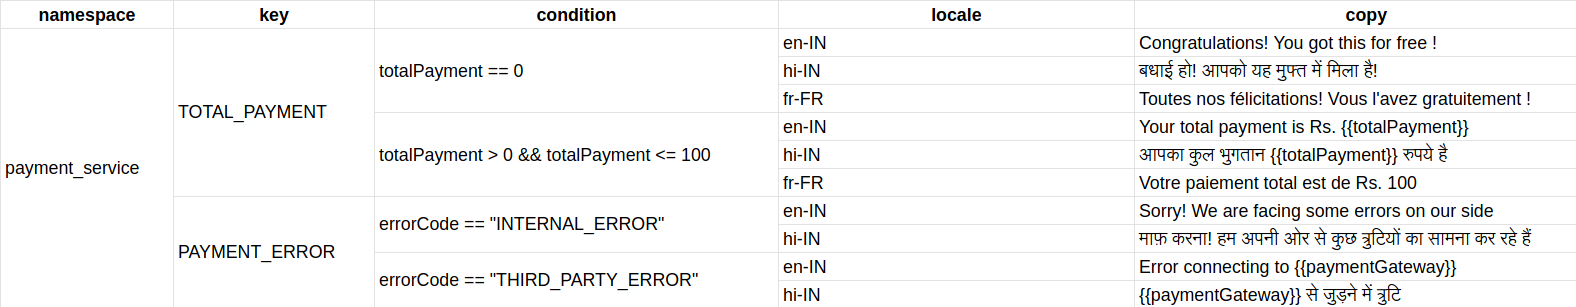 namespace key condition locale copy
en-IN Congratulations! You got this for free !
totalPayment == 0 hi-IN बधाई हो! आपको यह मुफ्त में मिला है!
fr-FR Toutes nos félicitations! Vous l'avez gratuitement !
TOTAL_PAYMENT
en-IN Your total payment is Rs. {{totalPayment}}
totalPayment > 0 && totalPayment <= 100 hi-IN आपका कुल भुगतान {{totalPayment}} रुपये है
payment_service
fr-FR Votre paiement total est de Rs. 100
en-IN Sorry! We are facing some errors on our side
errorCode == "INTERNAL_ERROR"
hi-IN माफ़ करना! हम अपनी ओर से कुछ त्रुटियों का सामना कर रहे हैं
PAYMENT_ERROR
en-IN Error connecting to {{paymentGateway}}
errorCode == "THIRD_PARTY_ERROR"
hi-IN {{paymentGateway}} से जुड़ने में त्रुटि